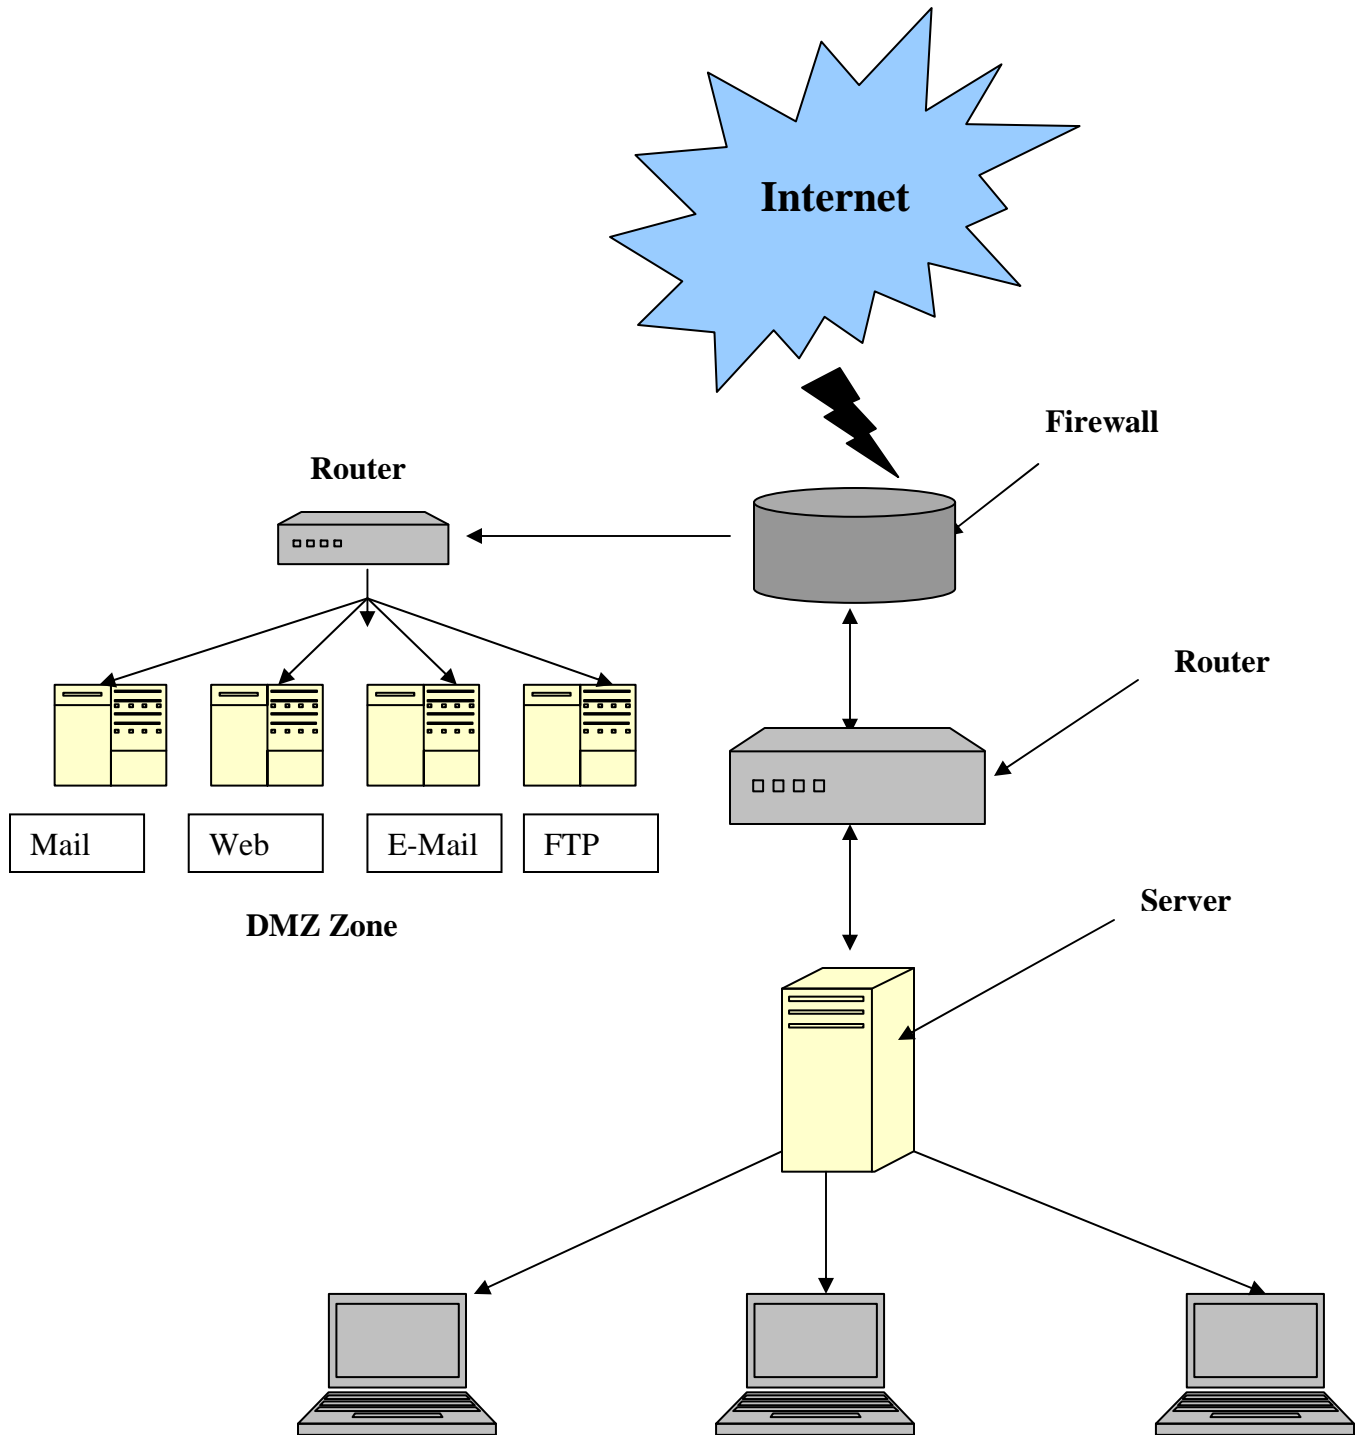 Internet
Firewall
Router
Router
Mail
Web
E-Mail
FTP
Server
DMZ Zone